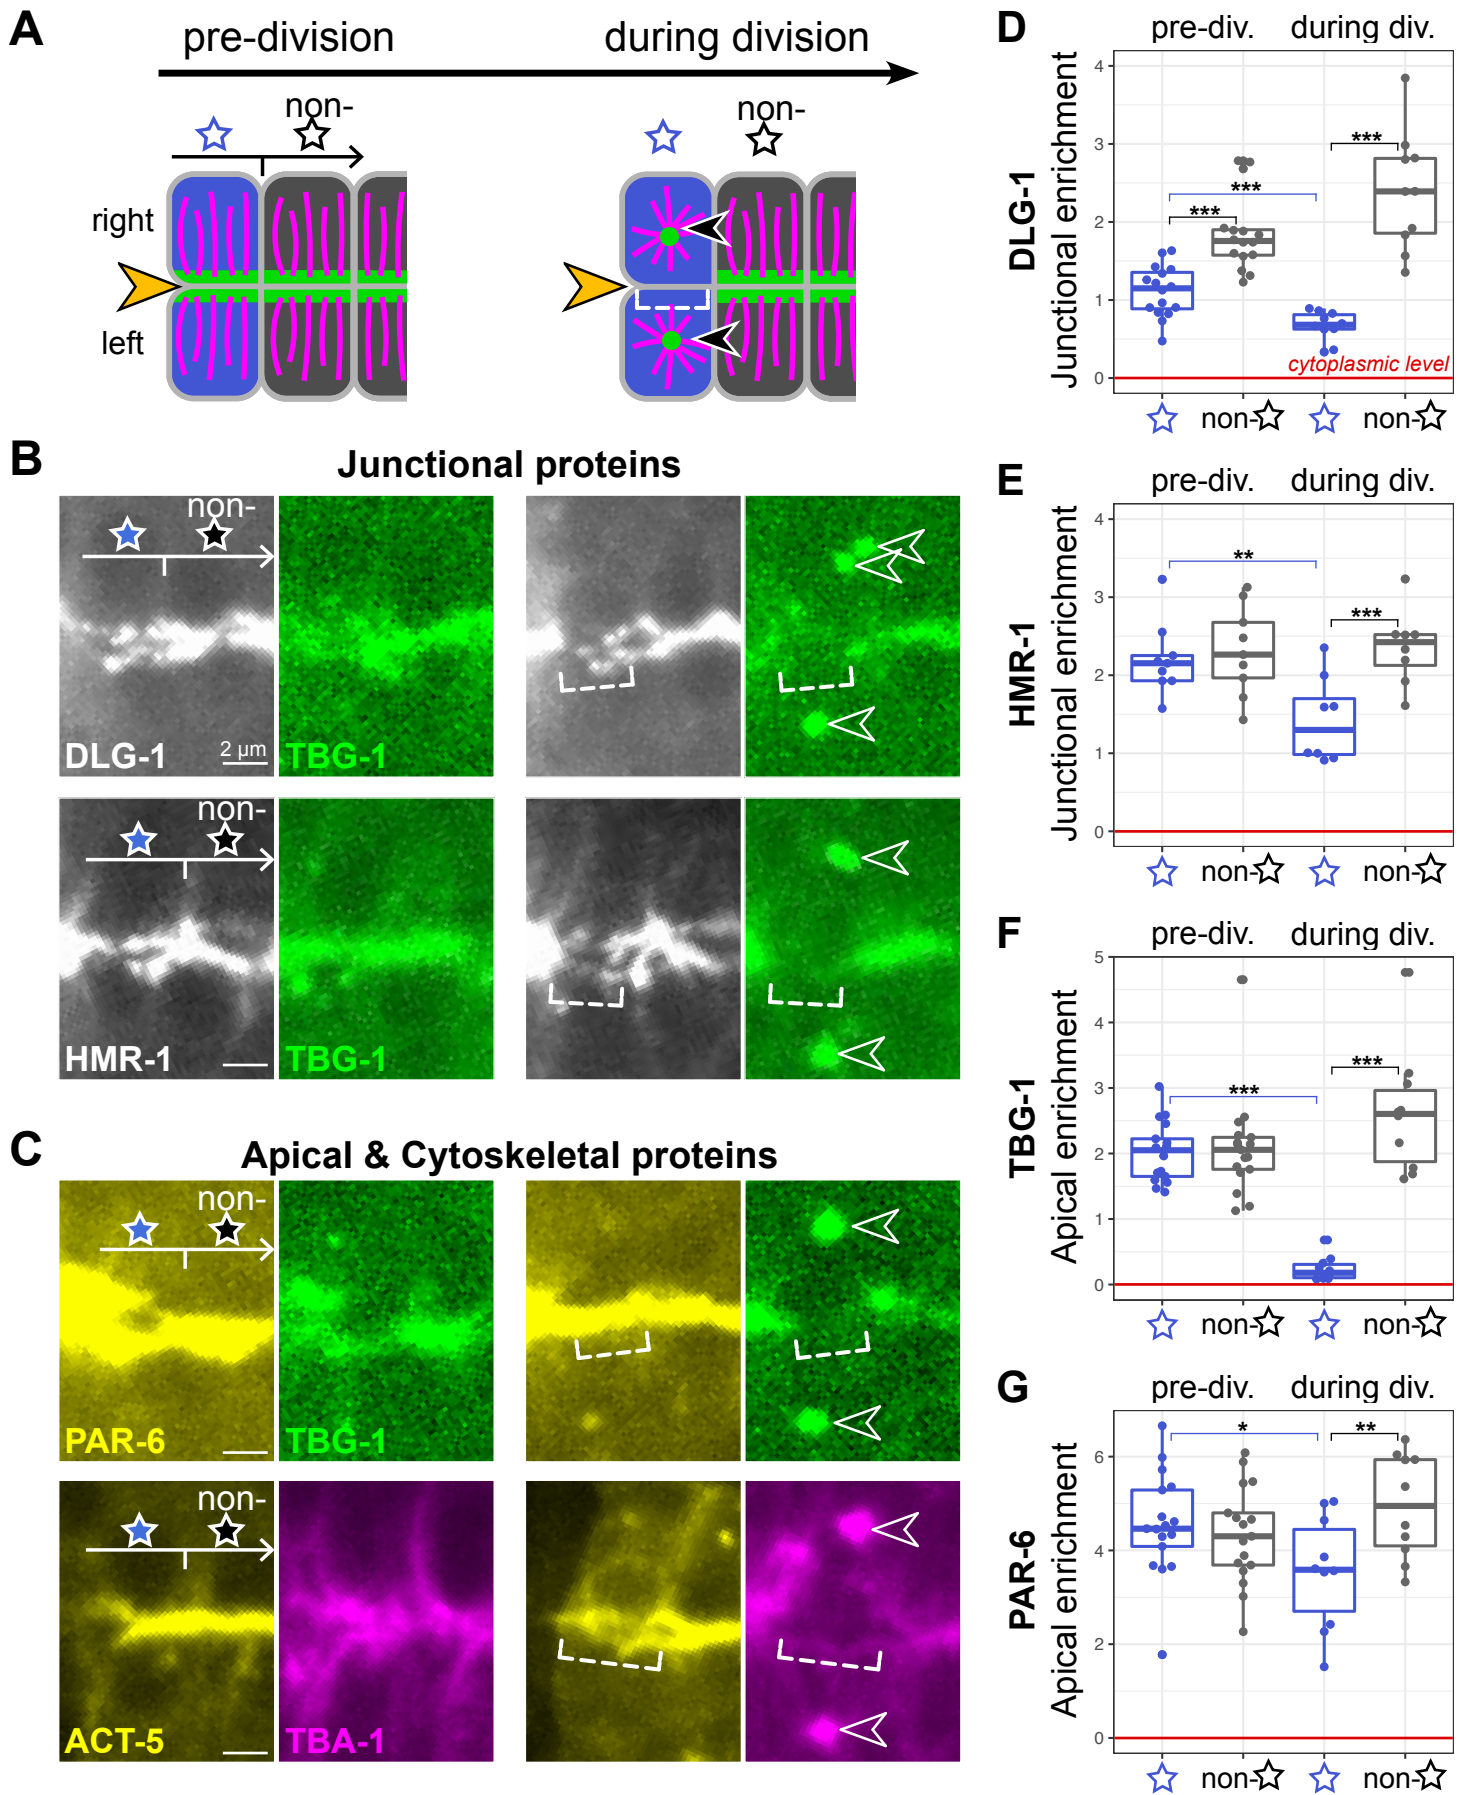 A
pre-division
during division
non-
non-
right
left
B
Junctional proteins
non-
DLG-1
2 µm
TBG-1
non-
HMR-1
TBG-1
C
Apical & Cytoskeletal proteins
non-
PAR-6
TBG-1
non-
ACT-5
TBA-1
D
pre-div.
during div.
DLG-1
Junctional enrichment
4
3
2
1
0
***
***
***
cytoplasmic level
non-
non-
E
pre-div.
during div.
HMR-1
Junctional enrichment
4
3
2
1
0
**
***
non-
non-
F
pre-div.
during div.
TBG-1
Apical enrichment
5
4
3
2
1
0
***
***
non-
non-
G
pre-div.
during div.
PAR-6
Apical enrichment
6
4
2
0
*
**
non-
non-